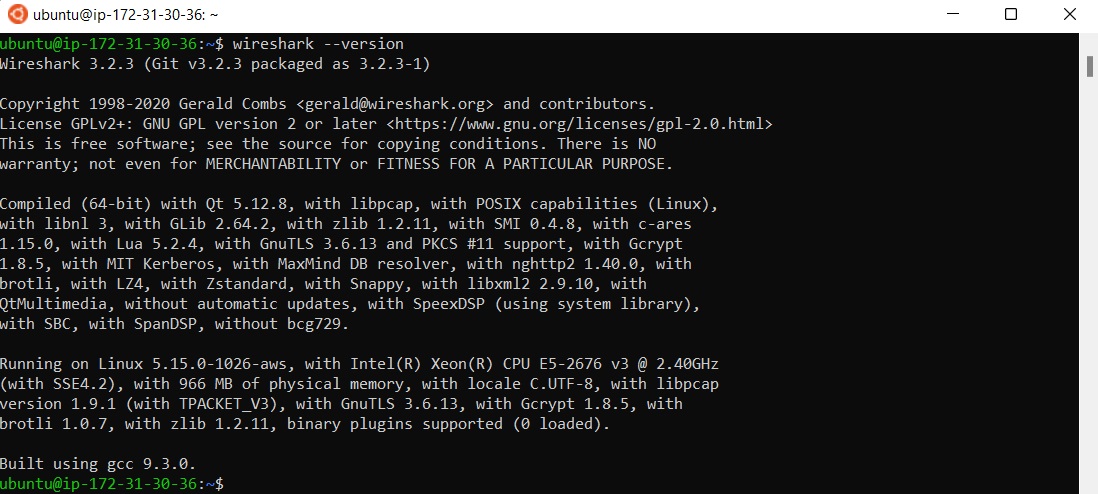 ubuntu@ip-172-31-30-36: ~
ubuntu@ip-172-31-30-36:~$ wireshark --version
Wireshark 3.2.3 (Git v3.2.3 packaged as 3.2.3-1)
Copyright 1998-2020 Gerald Combs <gerald@wireshark.org> and contributors.
License GPLv2+: GNU GPL version 2 or later <https://www.gnu.org/licenses/gpl-2.0.html>
This is free software; see the source for copying conditions. There is NO
warranty; not even for MERCHANTABILITY or FITNESS FOR A PARTICULAR PURPOSE.
Compiled (64-bit) with Qt 5.12.8, with libpcap, with POSIX capabilities (Linux),
with libnl 3, with GLib 2.64.2, with zlib 1.2.11, with SMI 0.4.8, with c-ares
1.15.0, with Lua 5.2.4, with GnuTLS 3.6.13 and PKCS #11 support, with Gcrypt
1.8.5, with MIT Kerberos, with MaxMind DB resolver, with nghttp2 1.40.0, with
brotli, with LZ4, with Zstandard, with Snappy, with libxml2 2.9.10, with
QtMultimedia, without automatic updates, with SpeexDSP (using system library),
with SBC, with SpanDSP, without bcg729.
Running on Linux 5.15.0-1026-aws, with Intel(R) Xeon(R) CPU E5-2676 v3 @ 2.40GHz
(with SSE4.2), with 966 MB of physical memory, with locale C.UTF-8, with libpcap
version 1.9.1 (with TPACKET_V3), with GnuTLS 3.6.13, with Gcrypt 1.8.5, with
brotli 1.0.7, with zlib 1.2.11, binary plugins supported (0 loaded).
Built using gcc 9.3.0.
ubuntu@ip-172-31-30-36:~$